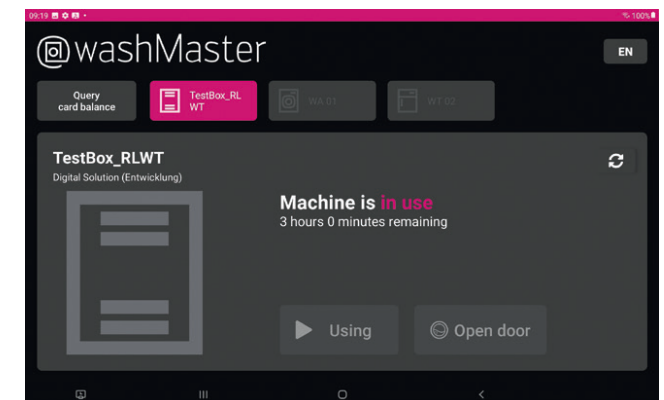 09:19
100%
washMaster
EN
Query
card balance
TestBox_RL
WT
WA 01
WT 02
TestBox_RLWT
Digital Solution (Entwicklung)
Machine is in use
3 hours 0 minutes remaining
Using
Open door